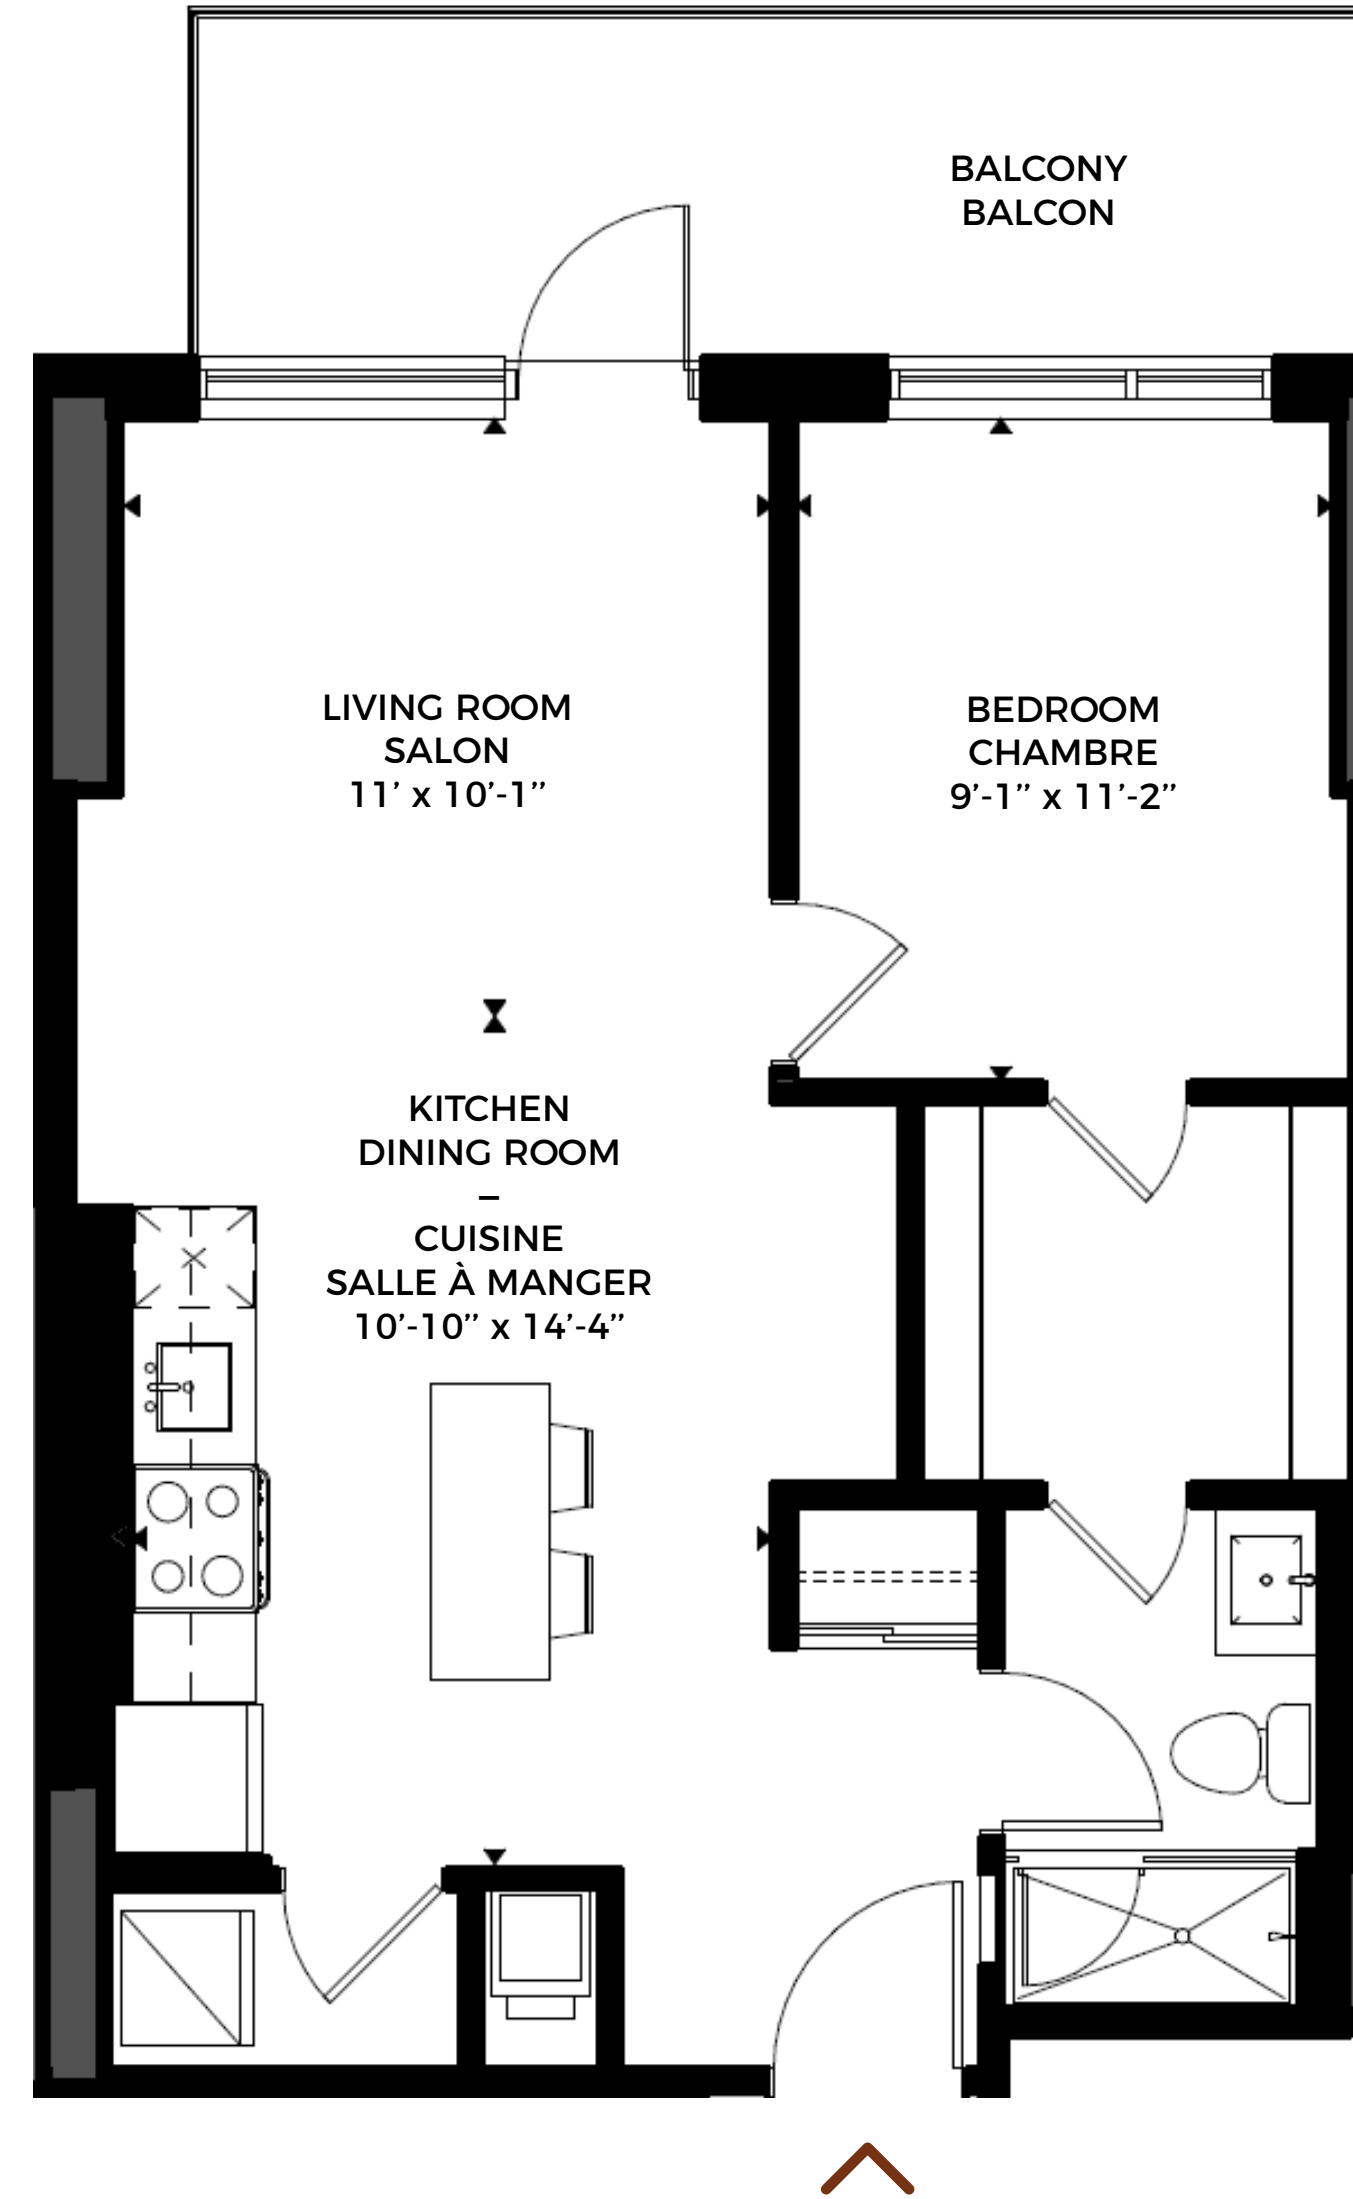 BALCONY
BALCON
LIVING ROOM
SALON
11’ x 10’-1’’
BEDROOM
CHAMBRE
9’-1’’ x 11’-2’’
KITCHEN
DINING ROOM
–
CUISINE
SALLE À MANGER
10’-10’’ x 14’-4’’